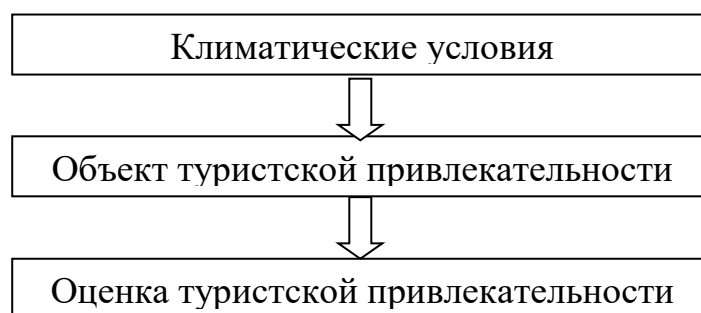 Климатические условия
Объект туристской привлекательности
Оценка туристской привлекательности